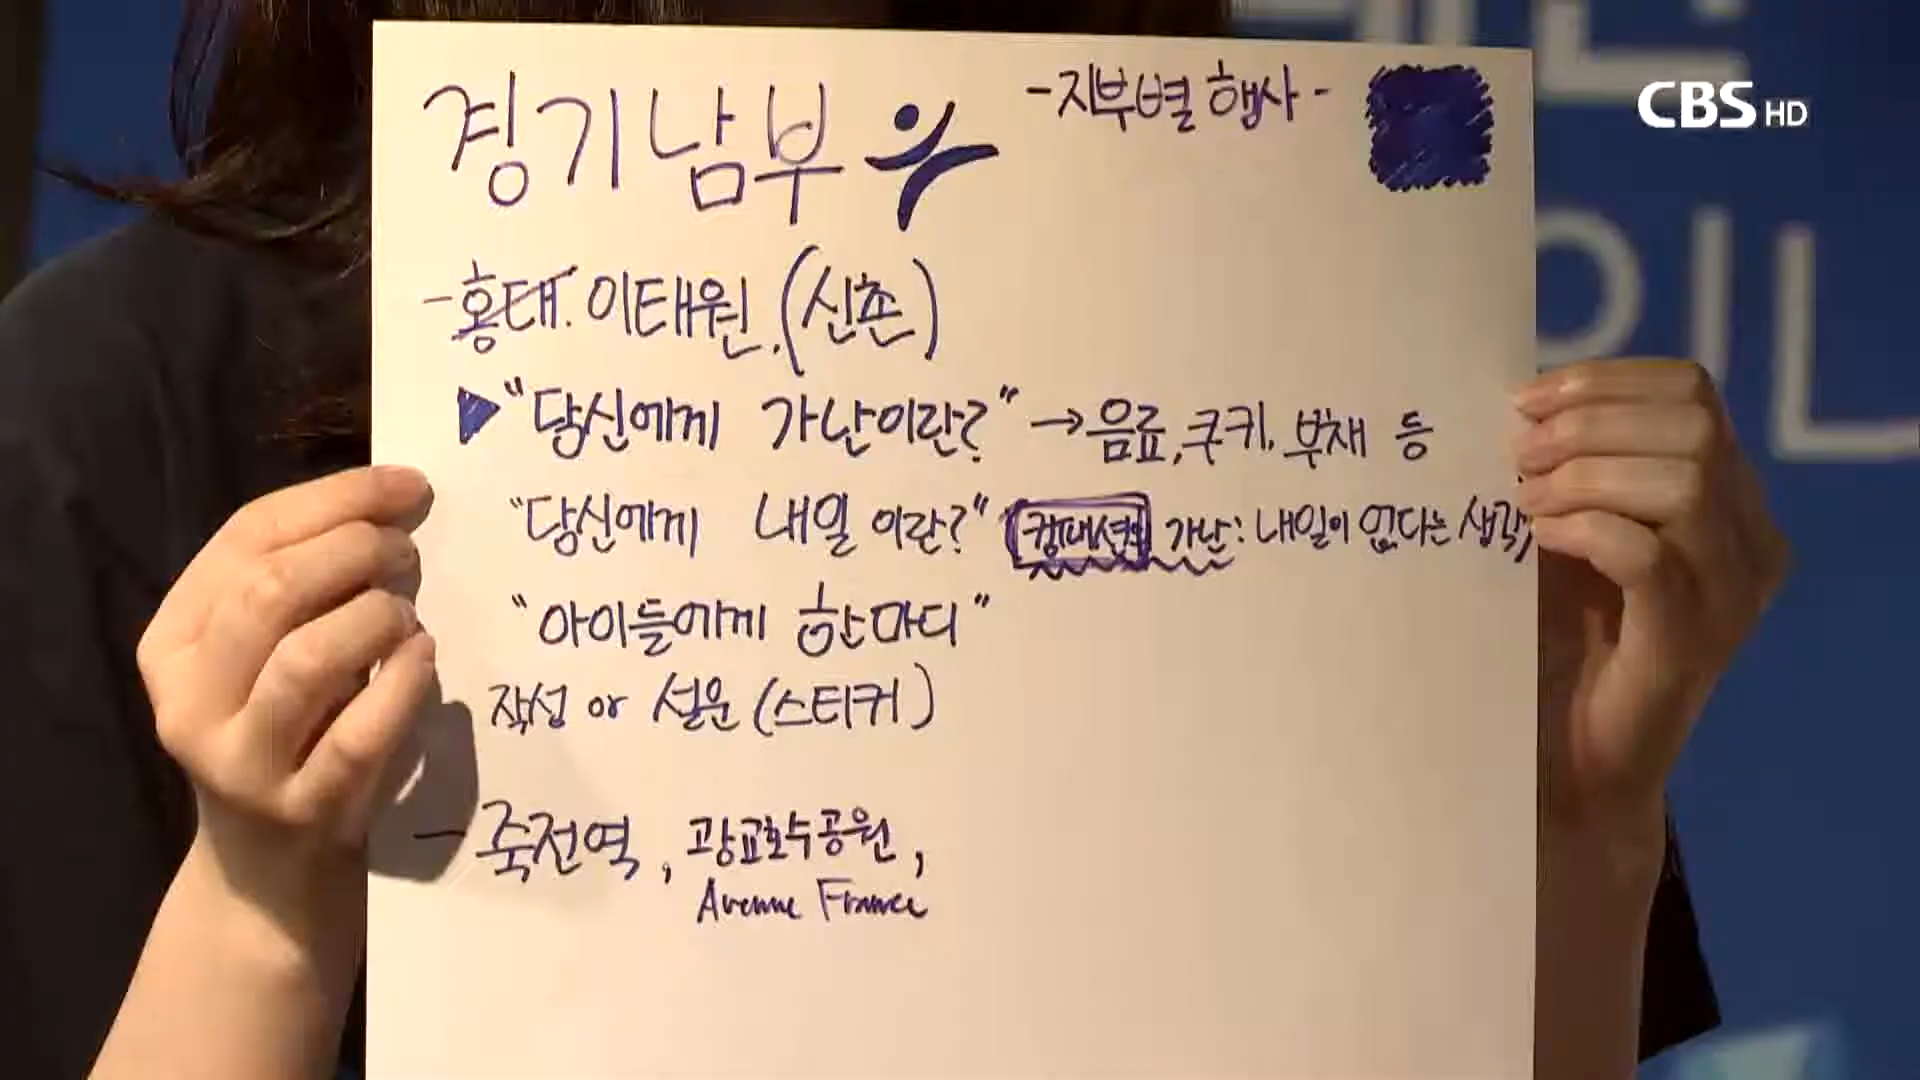 경기남부
-지부별 행사-
CBS HD
-홍대. 이태원.(신촌)
"당신에게 가난이란?" → 음료, 쿠키, 부채 등
"당신에게 내일이란?" 컴패션의 가난: 내일이 없다는 생각,
"아이들에게 한마디"
작성 or 설문 (스티커)
- 죽전역, 광교호수공원,
Avenue France